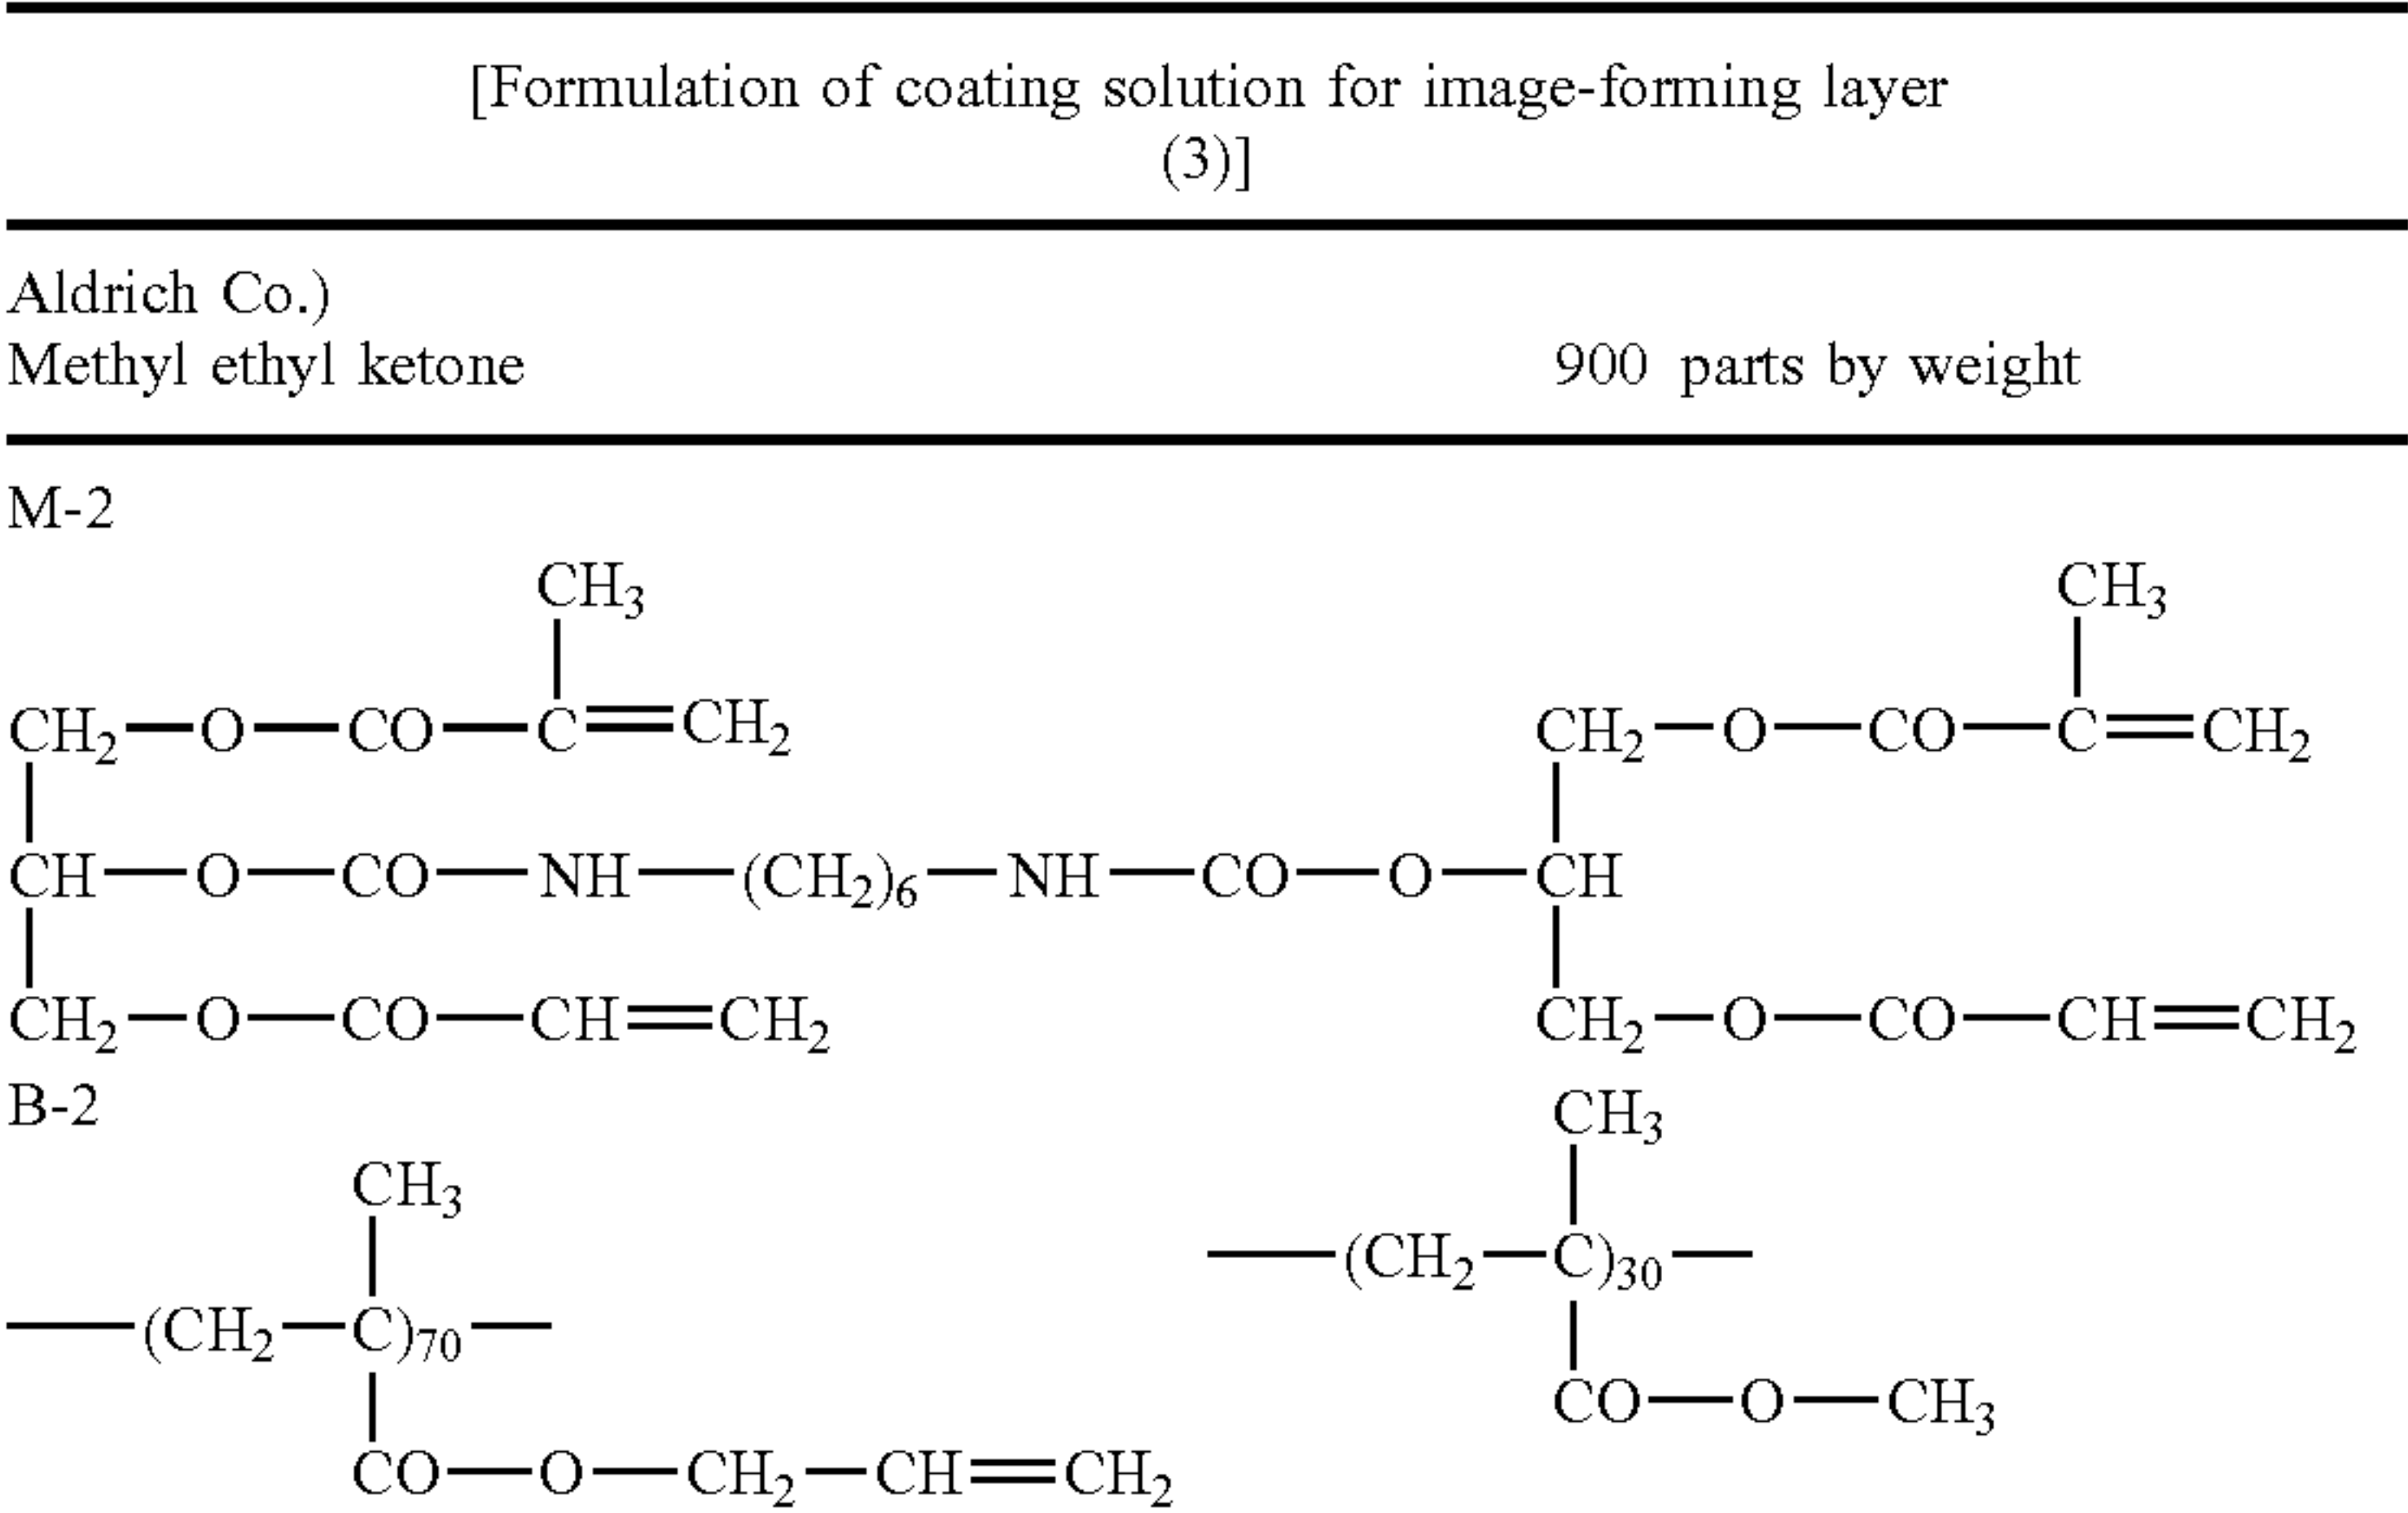 [Formulation of coating solution for image-forming layer
(3)]
Aldrich Co.)
Methyl ethyl ketone 900 parts by weight
M-2
CH3 CH3
CH2—O—CO—C=CH2 CH2—O—CO—C=CH2
CH—O—CO—NH—(CH2)6—NH—CO—O—CH
CH2—O—CO—CH=CH2 CH2—O—CO—CH=CH2
B-2
CH3
CH3
—(CH2—C)30—
—(CH2—C)70—
CO—O—CH3
CO—O—CH2—CH=CH2